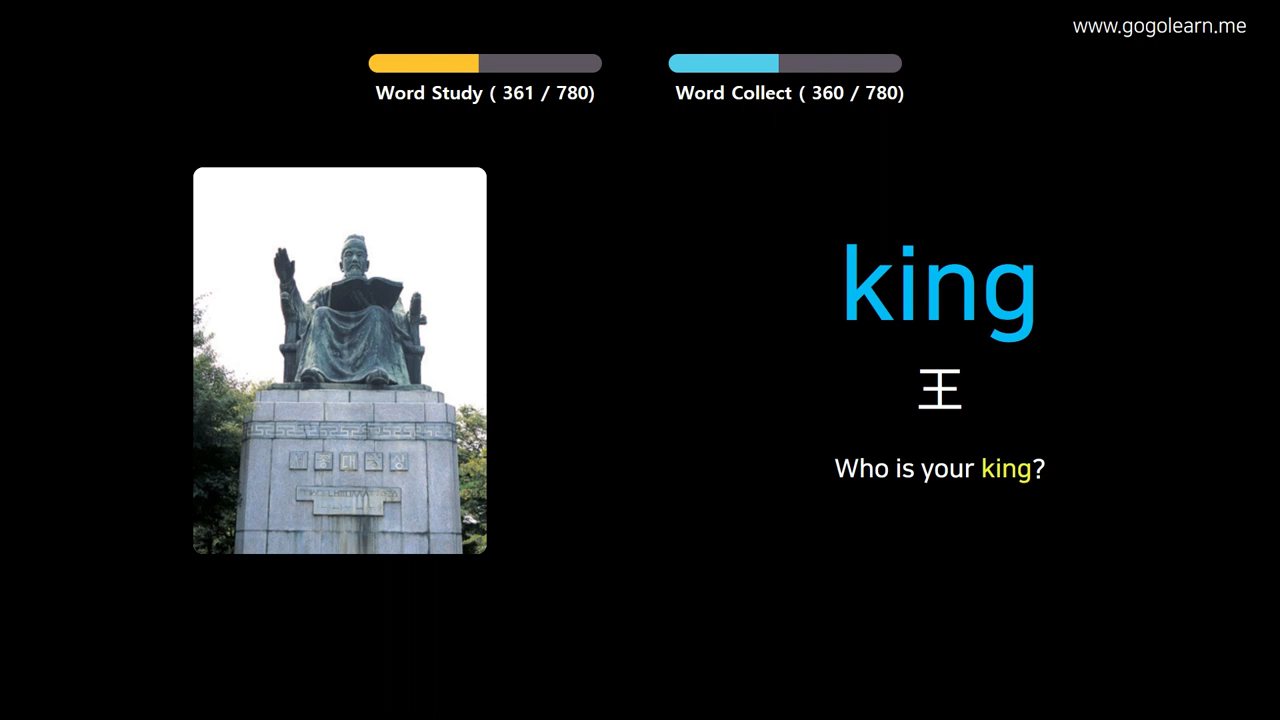 www.gogolearn.me
Word Study ( 361 / 780)
Word Collect ( 360 / 780)
king
王
Who is your king?